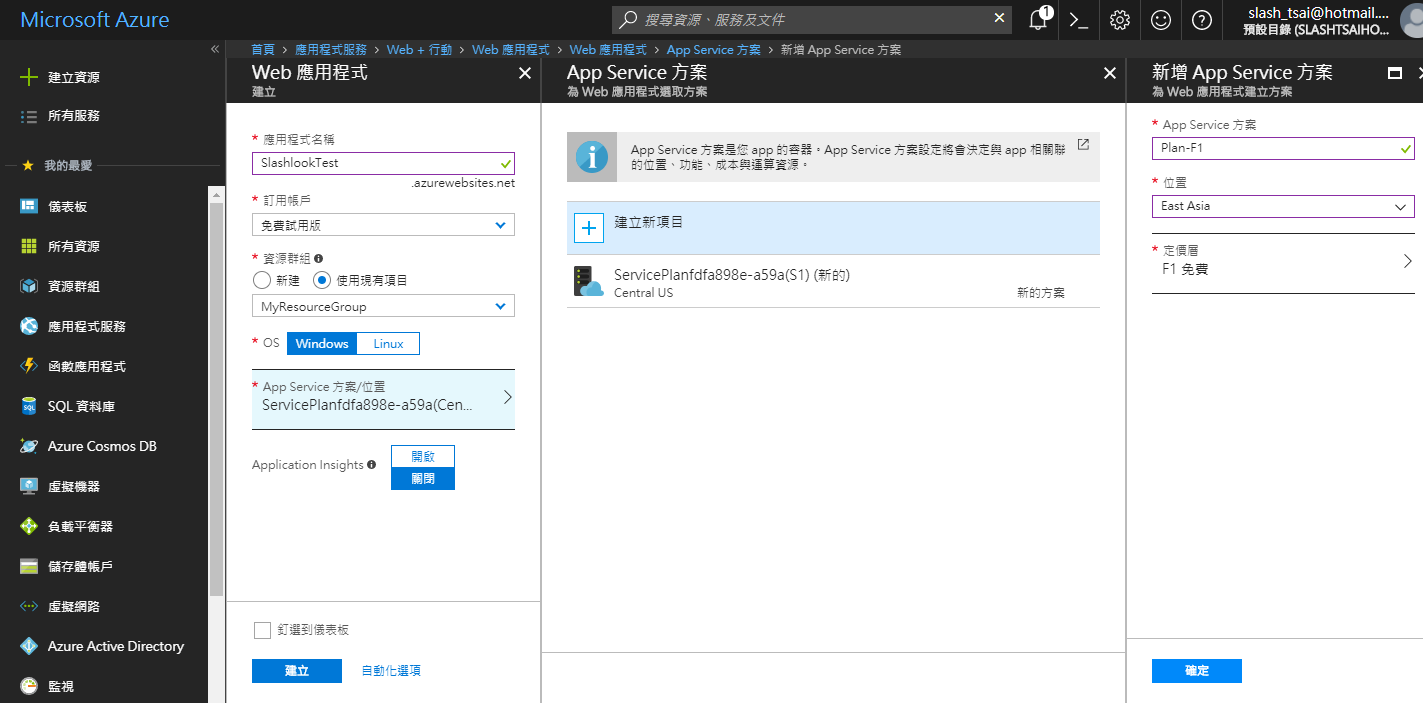 Microsoft Azure
搜尋資源、服務及文件
1
slash_tsai@hotmail....
預設目錄 (SLASHTSAIHO...
首頁 > 應用程式服務 > Web + 行動 > Web 應用程式 > Web 應用程式 > App Service 方案 > 新增 App Service 方案
建立資源
所有服務
我的最愛
儀表板
所有資源
資源群組
應用程式服務
函數應用程式
SQL 資料庫
Azure Cosmos DB
虛擬機器
負載平衡器
儲存體帳戶
虛擬網路
Azure Active Directory
監視
Web 應用程式
建立
* 應用程式名稱
SlashlookTest
.azurewebsites.net
* 訂用帳戶
免費試用版
* 資源群組
新建 使用現有項目
MyResourceGroup
* OS Windows Linux
* App Service 方案/位置
ServicePlanfdfa898e-a59a(Cen...
Application Insights
開啟
關閉
釘選到儀表板
建立 自動化選項
App Service 方案
為 Web 應用程式選取方案
App Service 方案是您 app 的容器。App Service 方案設定將會決定與 app 相關聯
的位置、功能、成本與運算資源。
建立新項目
ServicePlanfdfa898e-a59a(S1) (新的)
Central US 新的方案
新增 App Service 方案
為 Web 應用程式建立方案
* App Service 方案
Plan-F1
* 位置
East Asia
* 定價層
F1 免費
確定